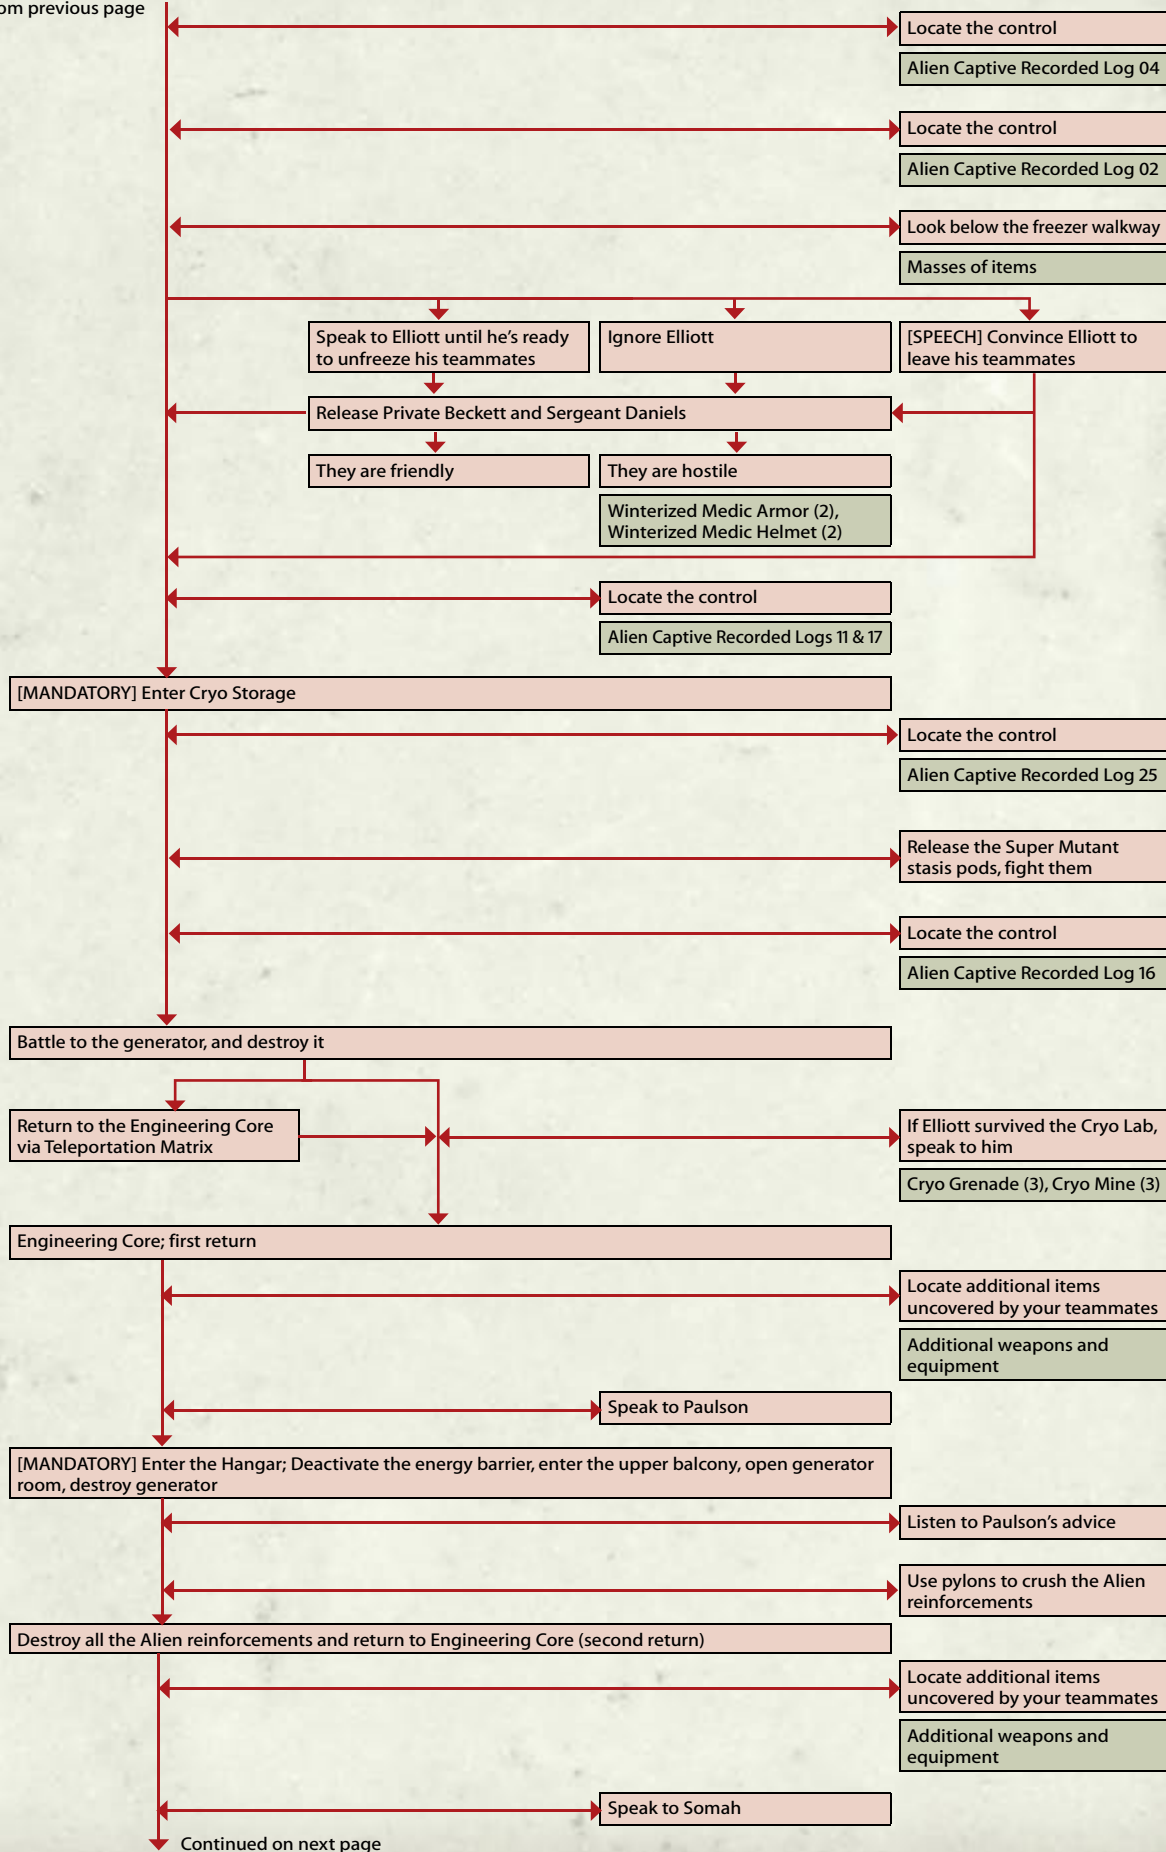 om previous page
Locate the control
Alien Captive Recorded Log 04
Locate the control
Alien Captive Recorded Log 02
Look below the freezer walkway
Masses of items
Speak to Elliott until he's ready
to unfreeze his teammates
Ignore Elliott
[SPEECH] Convince Elliott to
leave his teammates
Release Private Beckett and Sergeant Daniels
They are friendly
They are hostile
Winterized Medic Armor (2),
Winterized Medic Helmet (2)
Locate the control
Alien Captive Recorded Logs 11 & 17
[MANDATORY] Enter Cryo Storage
Locate the control
Alien Captive Recorded Log 25
Release the Super Mutant
stasis pods, fight them
Locate the control
Alien Captive Recorded Log 16
Battle to the generator, and destroy it
Return to the Engineering Core
via Teleportation Matrix
If Elliott survived the Cryo Lab,
speak to him
Cryo Grenade (3), Cryo Mine (3)
Engineering Core; first return
Locate additional items
uncovered by your teammates
Additional weapons and
equipment
Speak to Paulson
[MANDATORY] Enter the Hangar; Deactivate the energy barrier, enter the upper balcony, open generator
room, destroy generator
Listen to Paulson's advice
Use pylons to crush the Alien
reinforcements
Destroy all the Alien reinforcements and return to Engineering Core (second return)
Locate additional items
uncovered by your teammates
Additional weapons and
equipment
Speak to Somah
Continued on next page